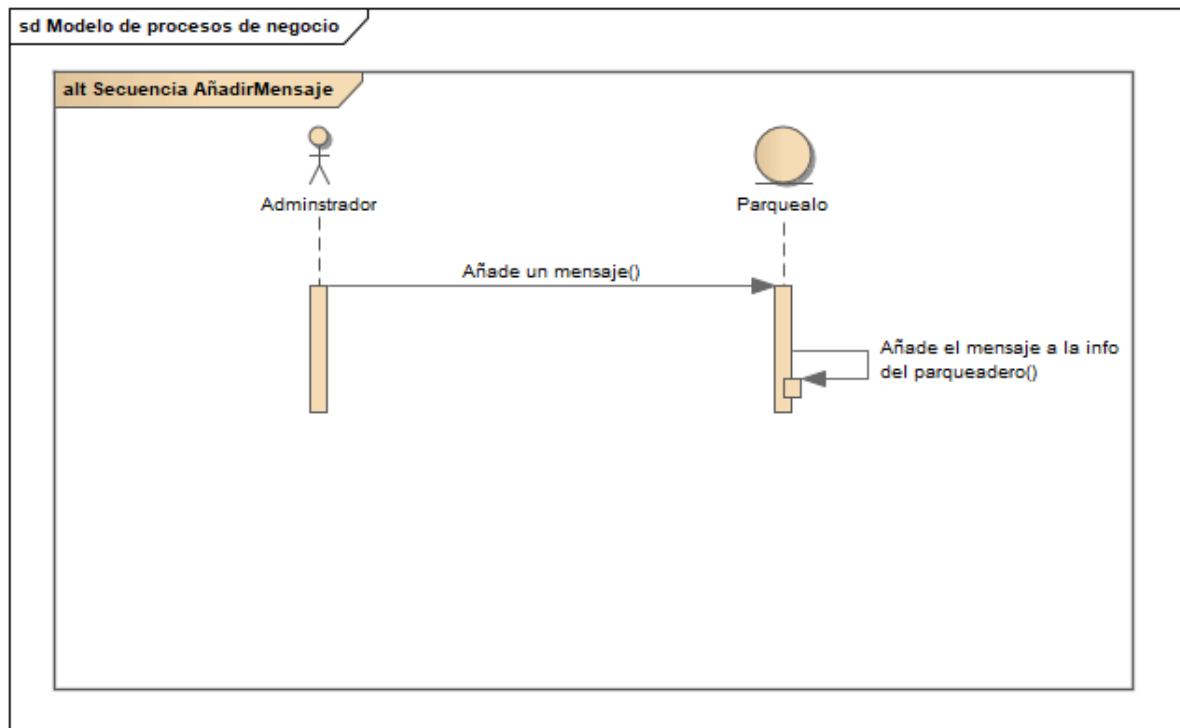 sd Modelo de procesos de negocio
alt Secuencia AñadirMensaje
Adminstrador
Parquealo
Añade un mensaje()
Añade el mensaje a la info
del parqueadero()